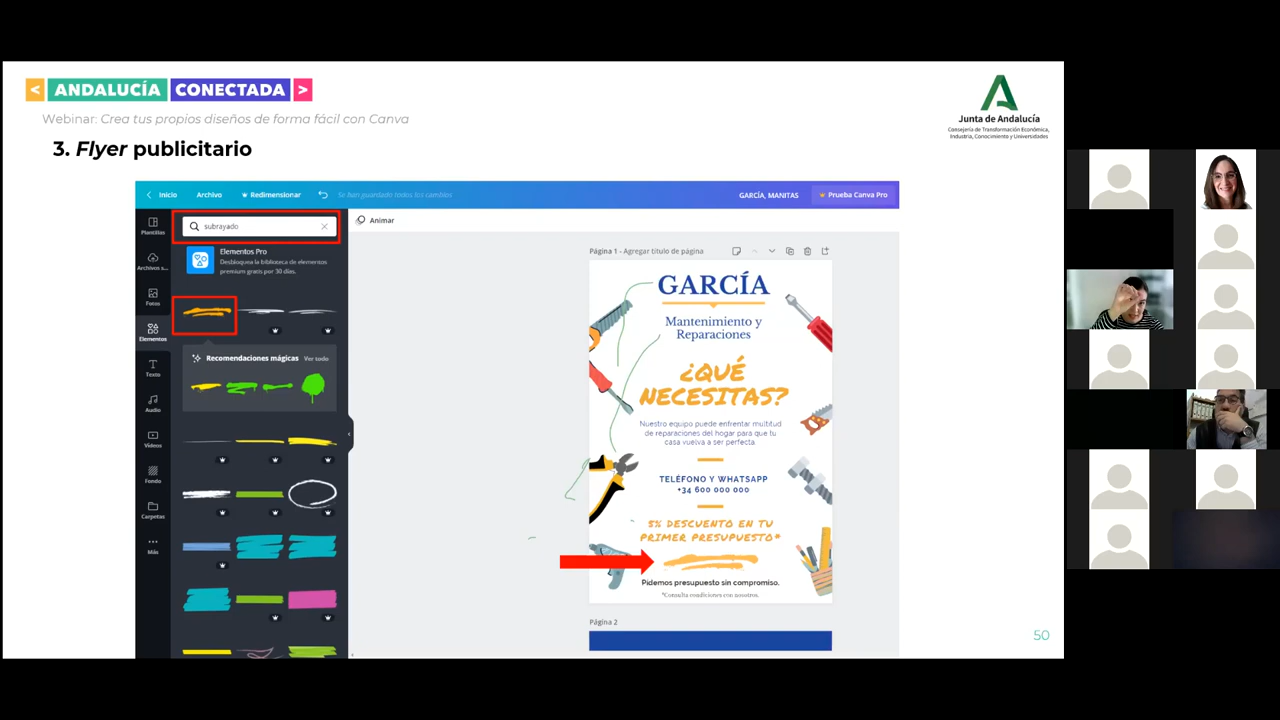 < ANDALUCÍA CONECTADA >
Webinar: Crea tus propios diseños de forma fácil con Canva
3. Flyer publicitario
Junta de Andalucía
Consejería de Transformación Económica,
Industria, Conocimiento y Universidades
Inicio Archivo Redimensionar Se han guardado todos los cambios GARCÍA, MANITAS Prueba Canva Pro
Plantillas
Archivos s...
Fotos
Elementos
Texto
Audio
Vídeos
Fondo
Carpetas
Más
subrayado
Elementos Pro
Desbloquea la biblioteca de elementos
premium gratis por 30 días.
Recomendaciones mágicas Ver todo
Animar
Página 1 - Agregar título de página
GARCÍA
Mantenimiento y
Reparaciones
¿QUÉ
NECESITAS?
Nuestro equipo puede enfrentar multitud
de reparaciones del hogar para que tu
casa vuelva a ser perfecta.
TELÉFONO Y WHATSAPP
+34 600 000 000
5% DESCUENTO EN TU
PRIMER PRESUPUESTO*
Pídenos presupuesto sin compromiso.
*Consulta condiciones con nosotros.
Página 2
50